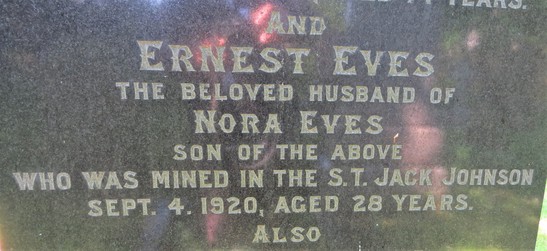 YEARS.
AND
ERNEST EVES
THE BELOVED HUSBAND OF
NORA EVES
SON OF THE ABOVE
WHO WAS MINED IN THE S.T. JACK JOHNSON
SEPT. 4. 1920, AGED 28 YEARS.
ALSO